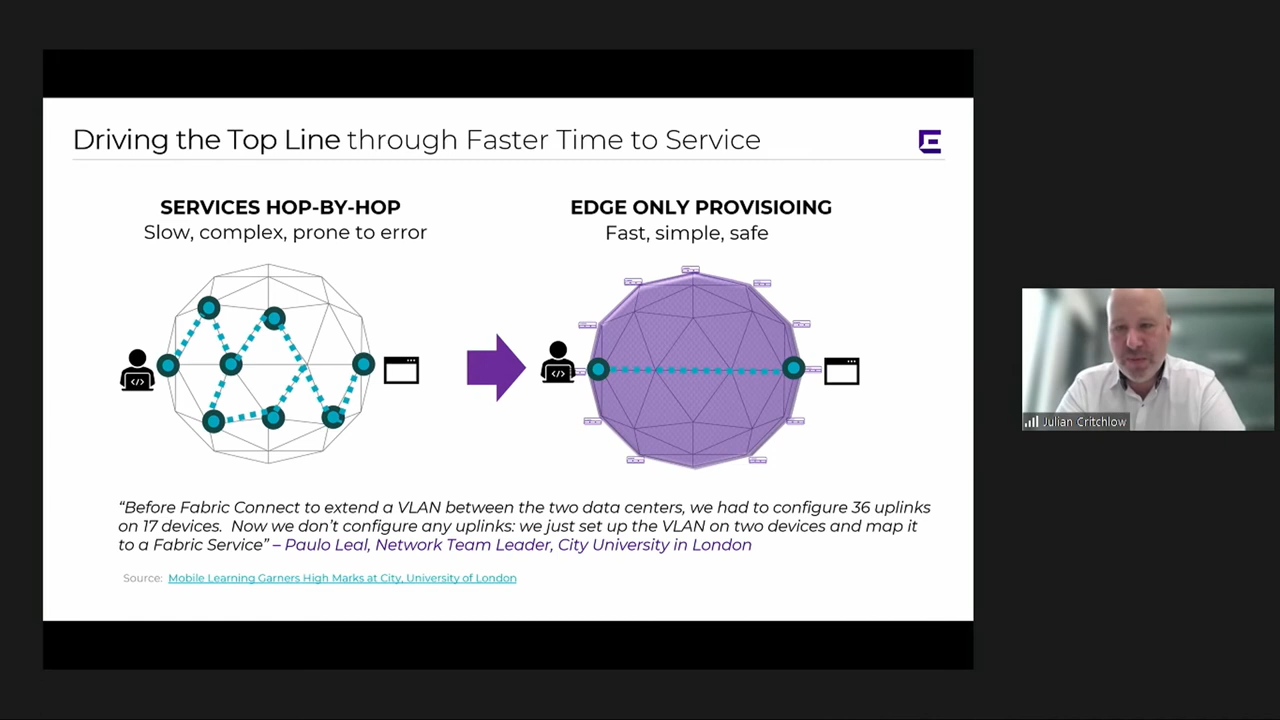 Driving the Top Line through Faster Time to Service
SERVICES HOP-BY-HOP
Slow, complex, prone to error
EDGE ONLY PROVISIOING
Fast, simple, safe
“Before Fabric Connect to extend a VLAN between the two data centers, we had to configure 36 uplinks
on 17 devices.  Now we don’t configure any uplinks: we just set up the VLAN on two devices and map it
to a Fabric Service” – Paulo Leal, Network Team Leader, City University in London
Source: Mobile Learning Garners High Marks at City, University of London
Julian Critchlow